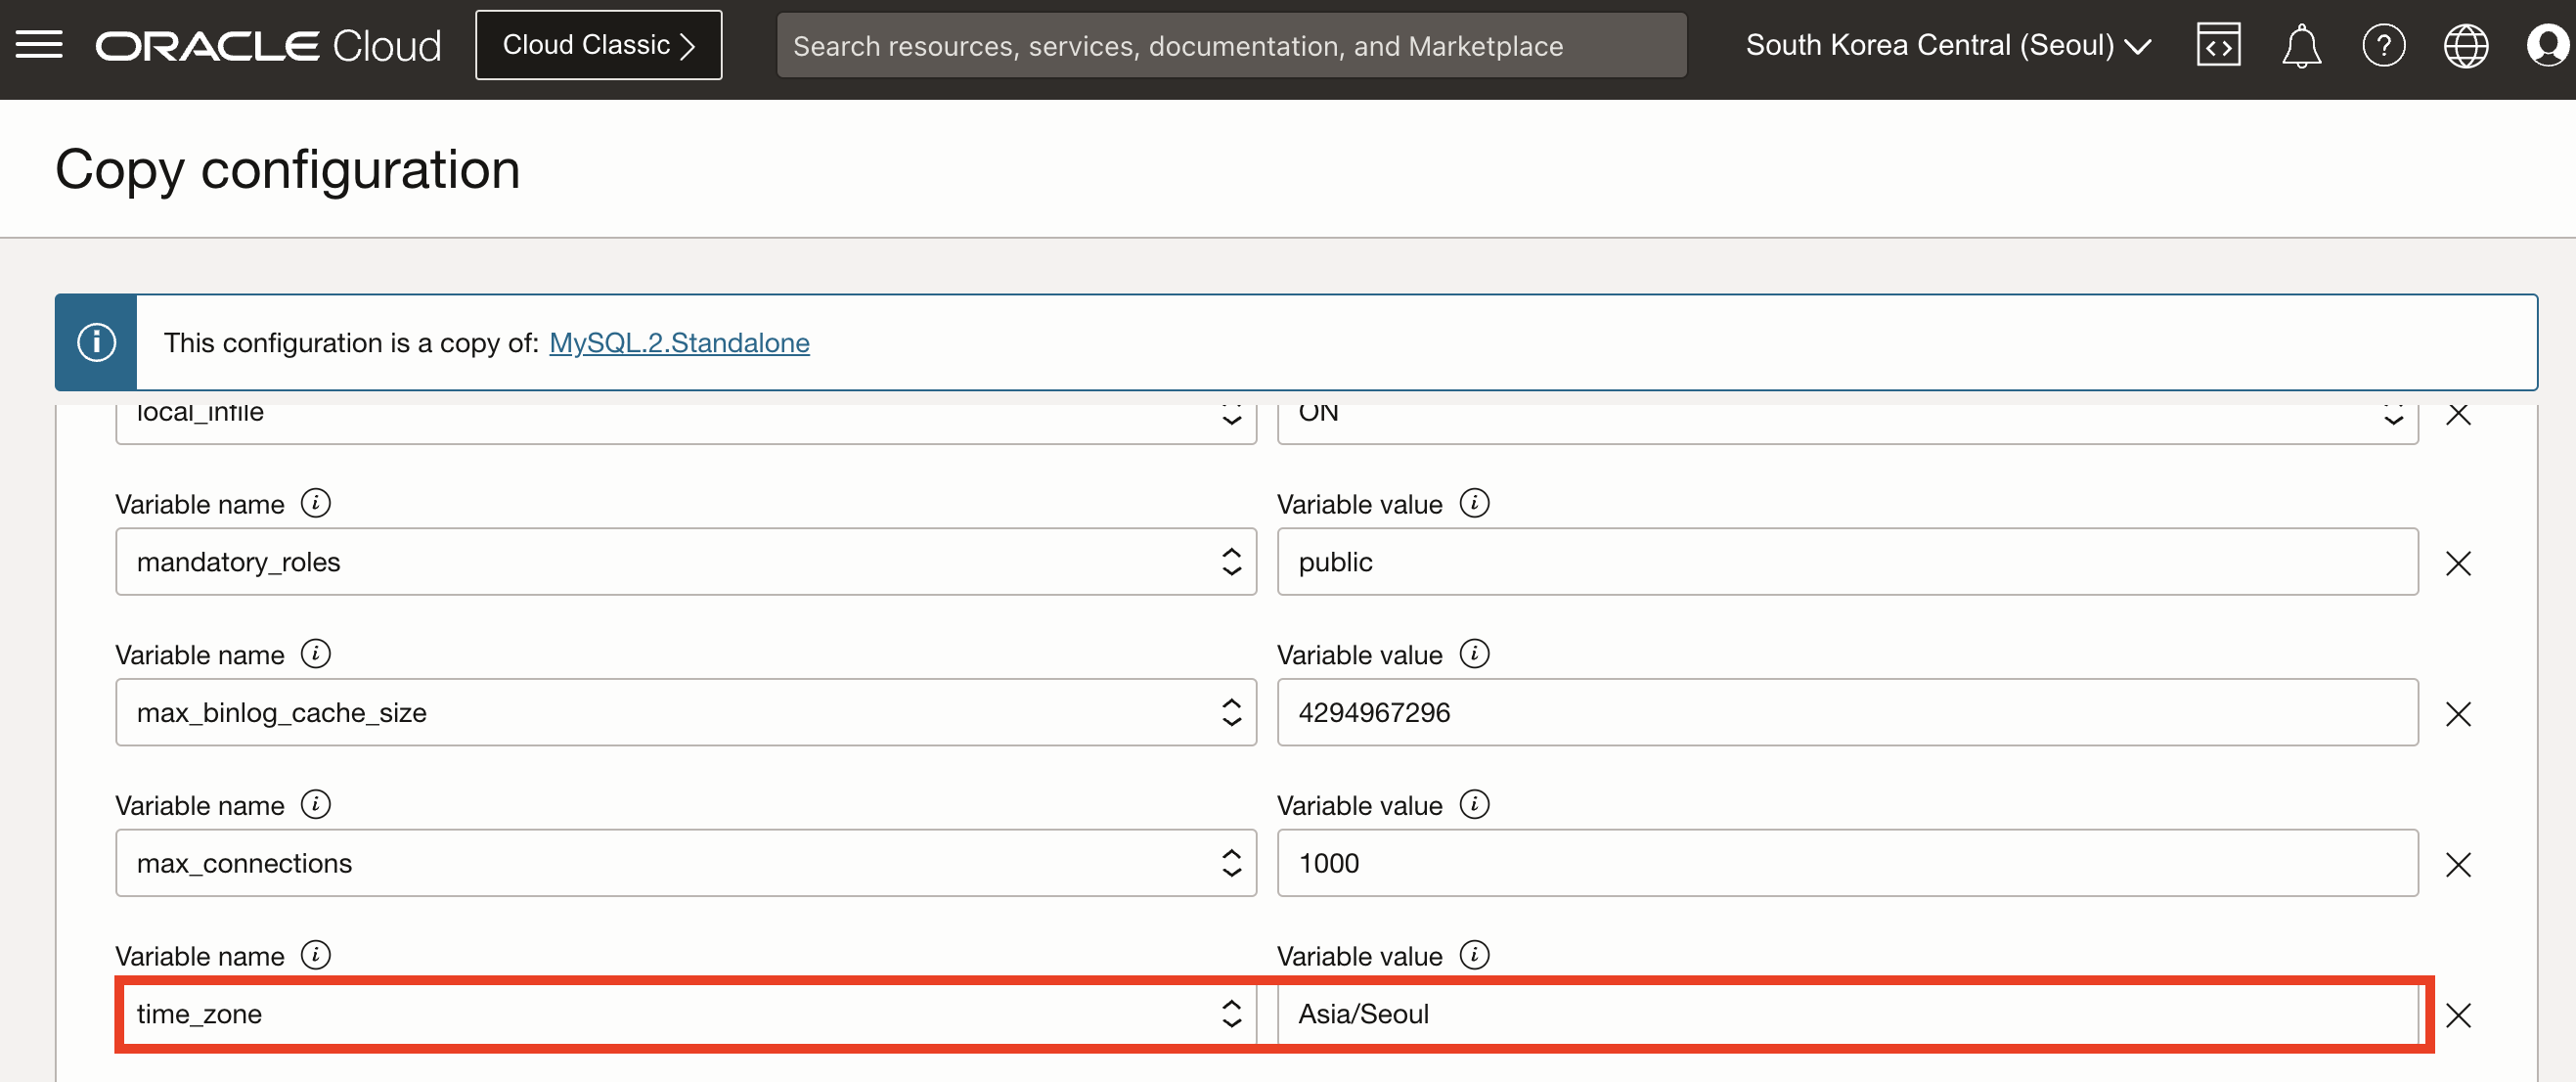 ORACLE Cloud
Cloud Classic
Search resources, services, documentation, and Marketplace
South Korea Central (Seoul)
Copy configuration
This configuration is a copy of: MySQL.2.Standalone
local_infile
ON
Variable name
Variable value
mandatory_roles
public
Variable name
Variable value
max_binlog_cache_size
4294967296
Variable name
Variable value
max_connections
1000
Variable name
Variable value
time_zone
Asia/Seoul